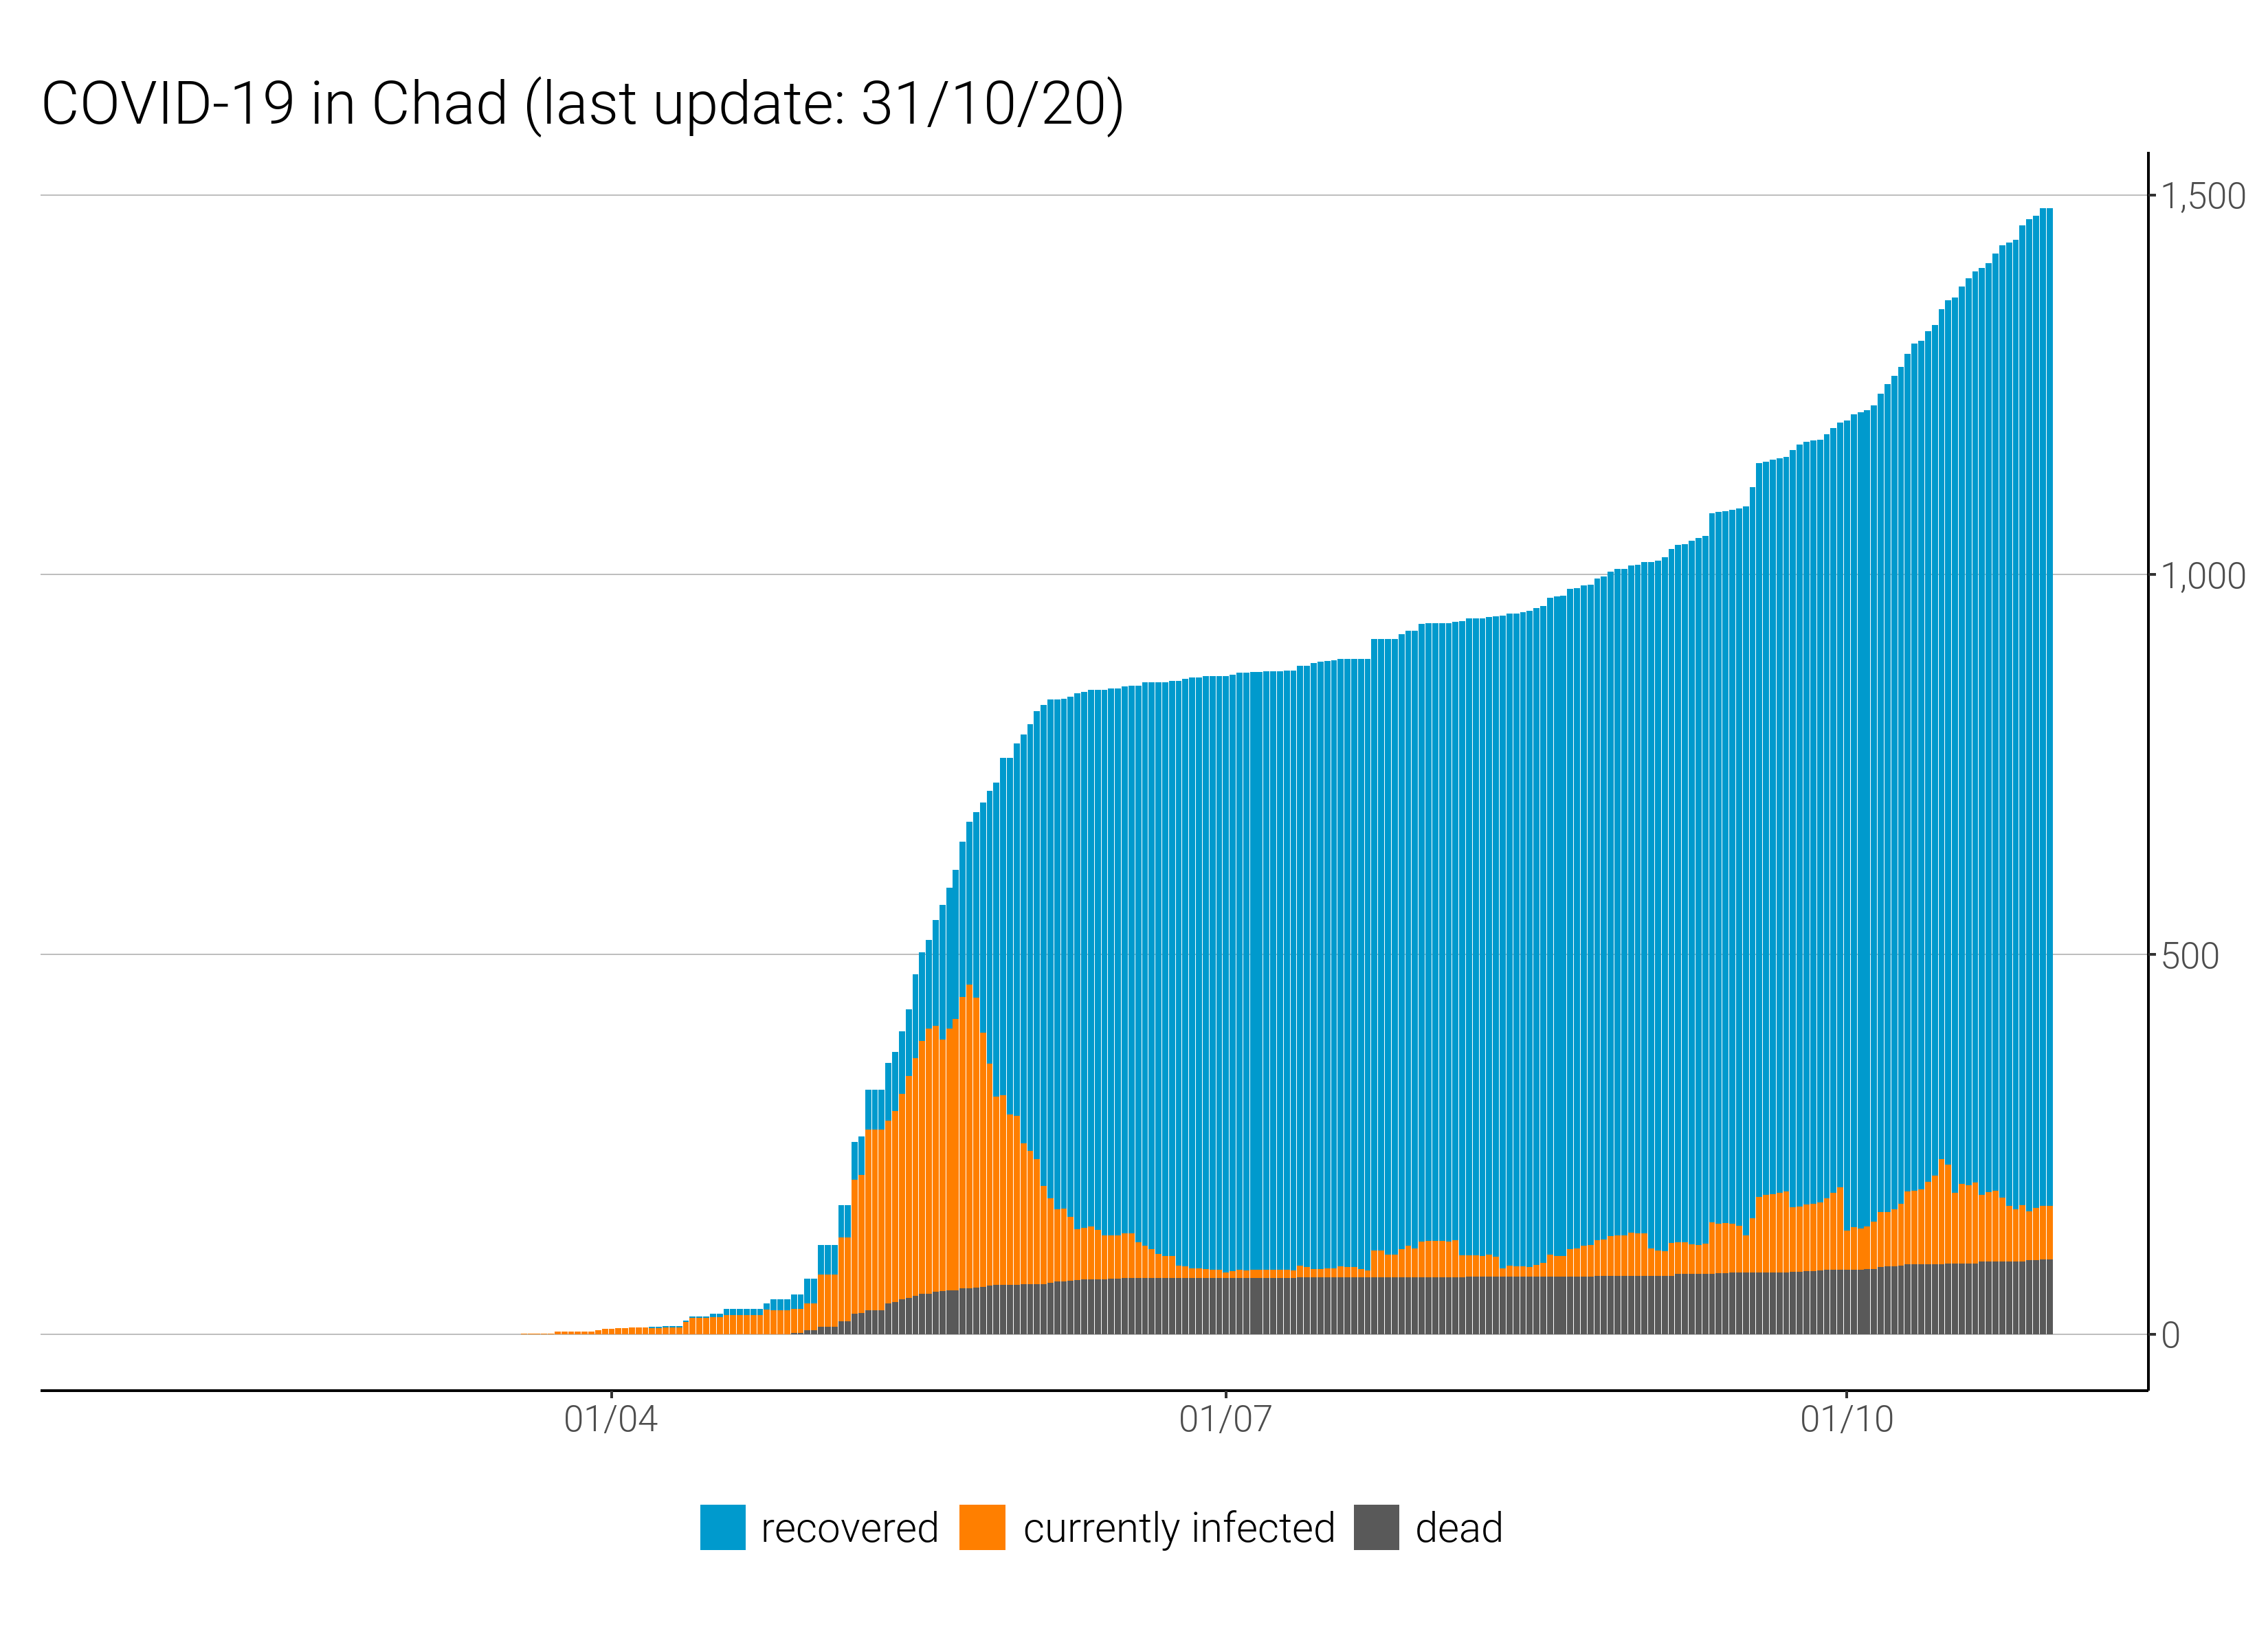 COVID-19 in Chad (last update: 31/10/20)
1,500
1,000
500
0
01/04 01/07 01/10
recovered currently infected dead